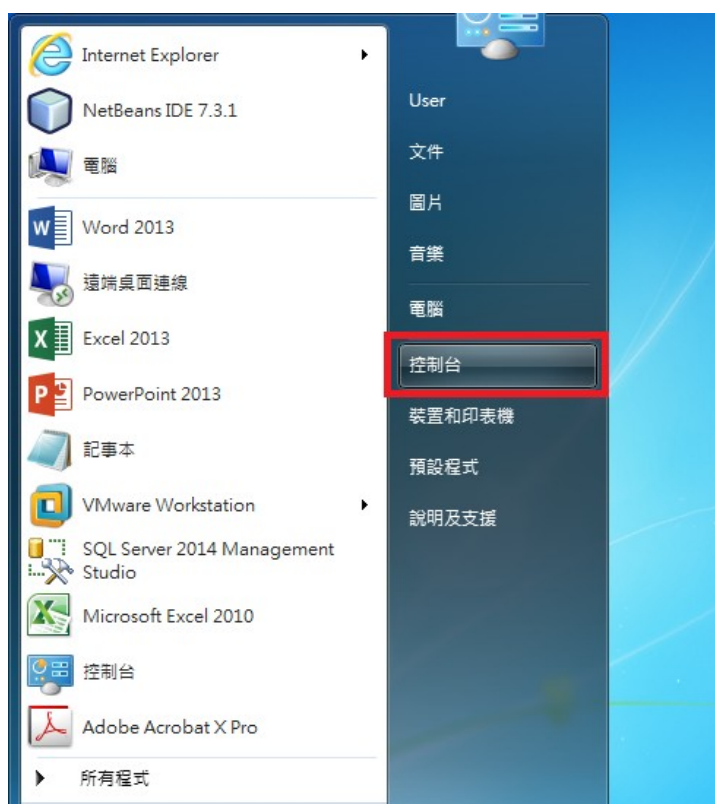 Internet Explorer
NetBeans IDE 7.3.1
電腦
Word 2013
遠端桌面連線
Excel 2013
PowerPoint 2013
記事本
VMware Workstation
SQL Server 2014 Management
Studio
Microsoft Excel 2010
控制台
Adobe Acrobat X Pro
所有程式
User
文件
圖片
音樂
電腦
控制台
裝置和印表機
預設程式
說明及支援